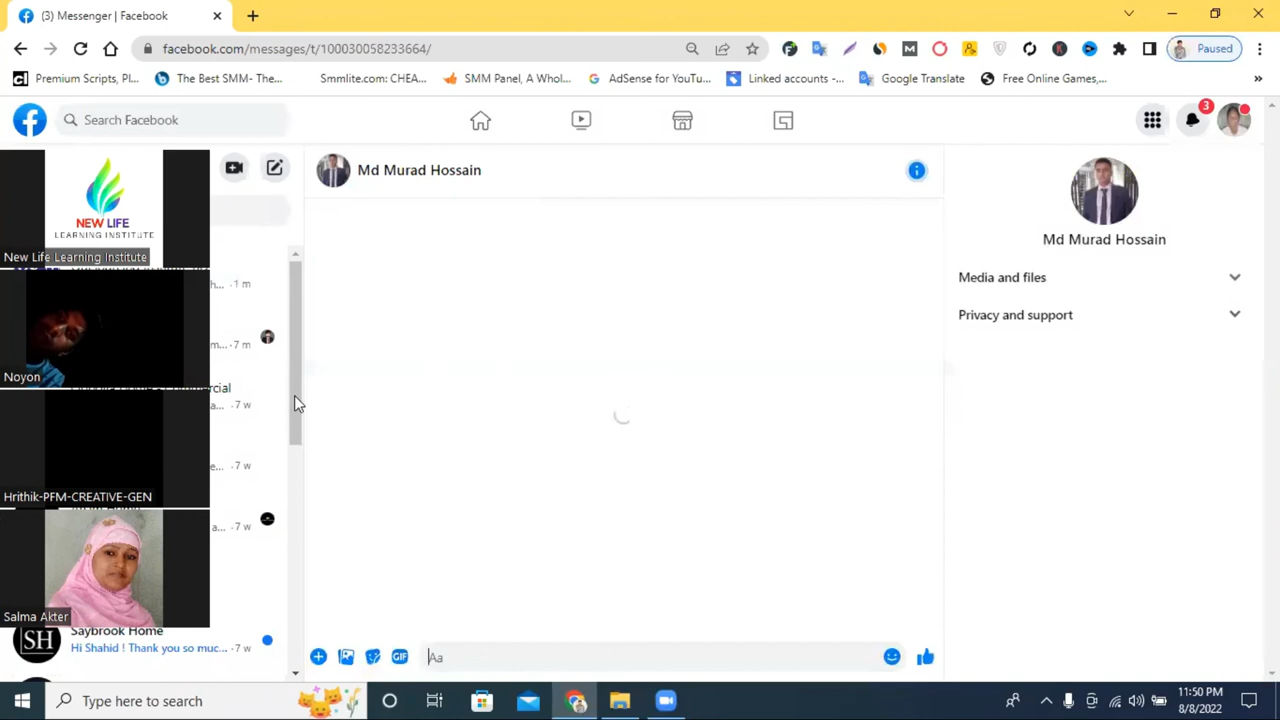 (3) Messenger | Facebook
facebook.com/messages/t/100030058233664/
Paused
Premium Scripts, Pl...
The Best SMM- The...
Smmlite.com: CHEA...
SMM Panel, A Whol...
AdSense for YouTu...
Linked accounts -...
Google Translate
Free Online Games,...
Search Facebook
3
Md Murad Hossain
Md Murad Hossain
Media and files
Privacy and support
NEW LIFE
LEARNING INSTITUTE
New Life Learning Institute
h... · 1 m
m... · 7 m
Noyon
rcial
a... · 7 w
e... · 7 w
Hrithik-PFM-CREATIVE-GEN
a... · 7 w
Salma Akter
SH
Saybrook Home
Hi Shahid ! Thank you so muc... · 7 w
GIF
Aa
Type here to search
11:50 PM
8/8/2022